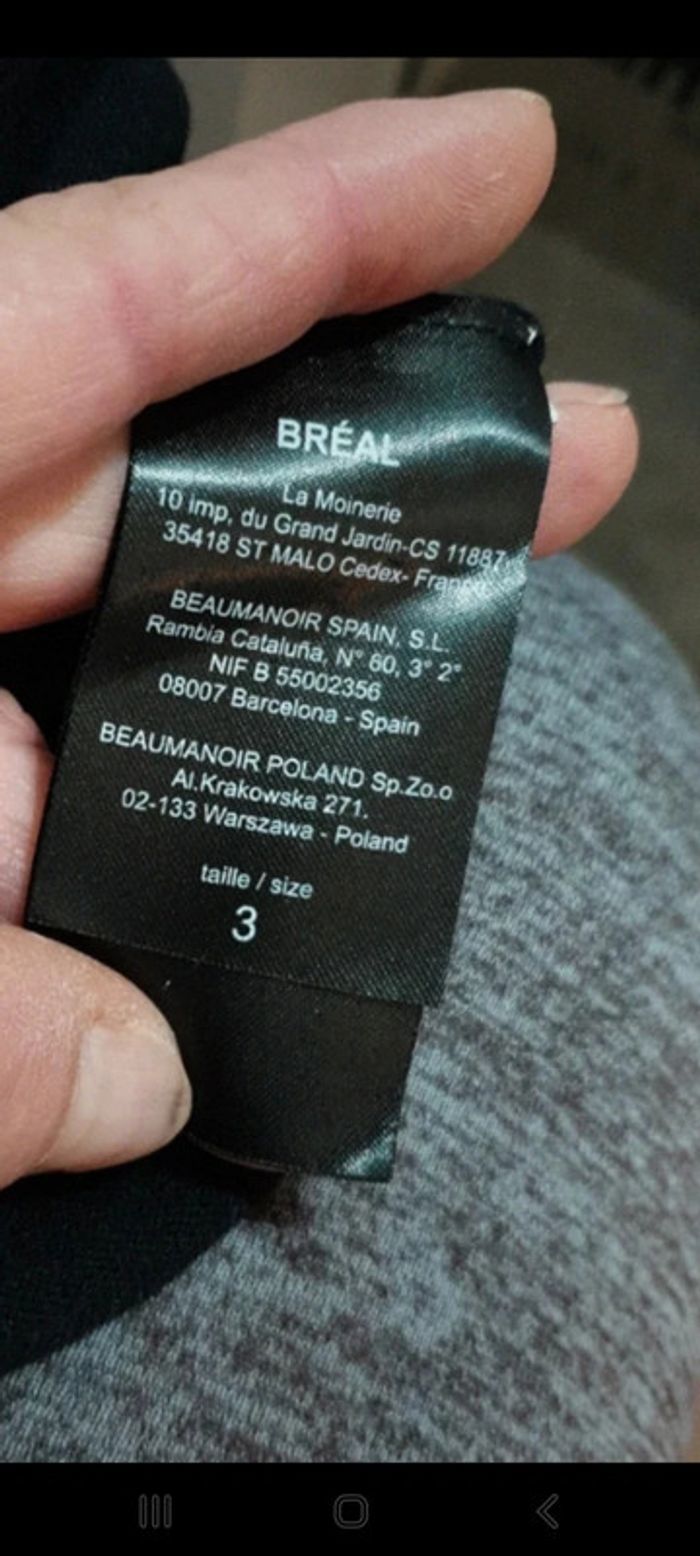 BRÉAL
La Moinerie
10 imp, du Grand Jardin-CS 11887
35418 ST MALO Cedex- France
BEAUMANOIR SPAIN, S.L.
Rambla Cataluña, N° 60, 3° 2°
NIF B 55002356
08007 Barcelona - Spain
BEAUMANOIR POLAND Sp.Zo.o
Al.Krakowska 271.
02-133 Warszawa - Poland
taille / size
3